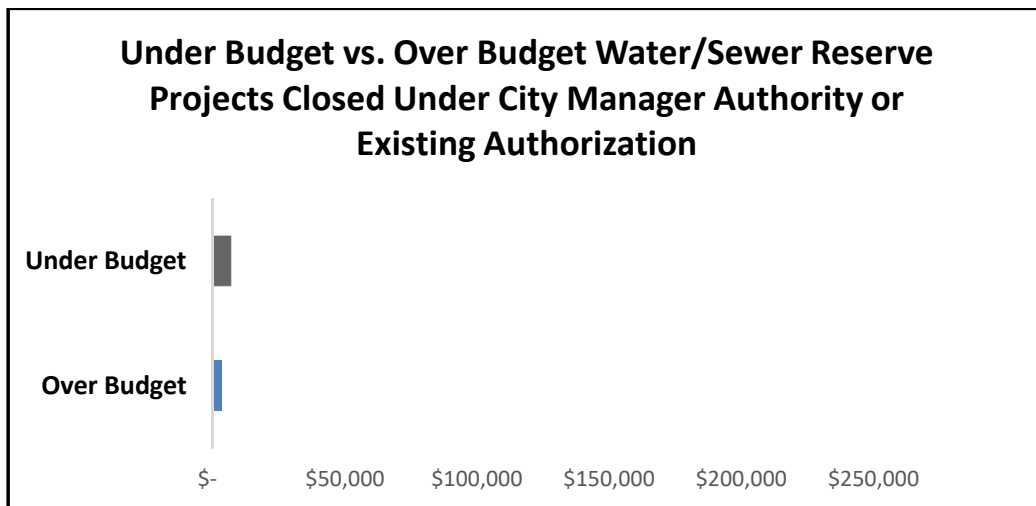 Under Budget vs. Over Budget Water/Sewer Reserve
Projects Closed Under City Manager Authority or
Existing Authorization
Under Budget
Over Budget
$- $50,000 $100,000 $150,000 $200,000 $250,000